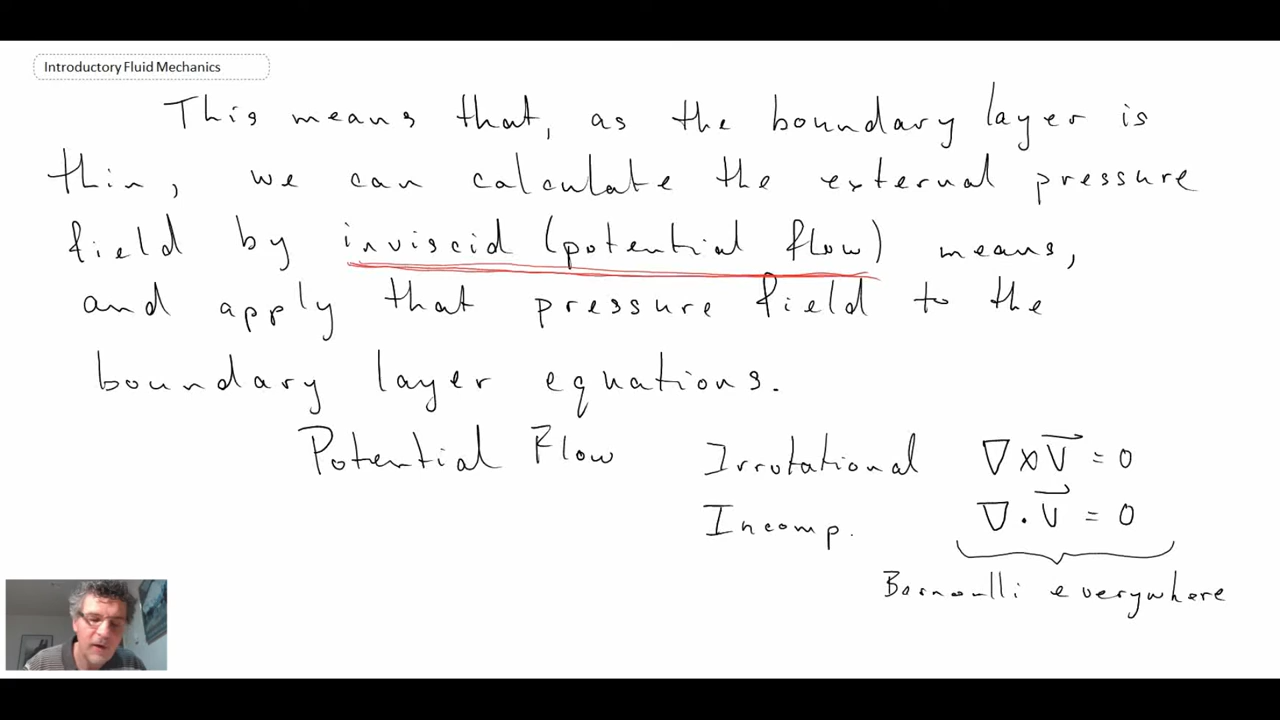 Introductory Fluid Mechanics
This means that, as the boundary layer is
thin, we can calculate the external pressure
field by inviscid (potential flow) means,
and apply that pressure field to the
boundary layer equations.
Potential Flow Irrotational ∇ × V⃗ = 0
Incomp. ∇ · V⃗ = 0
Bernoulli everywhere